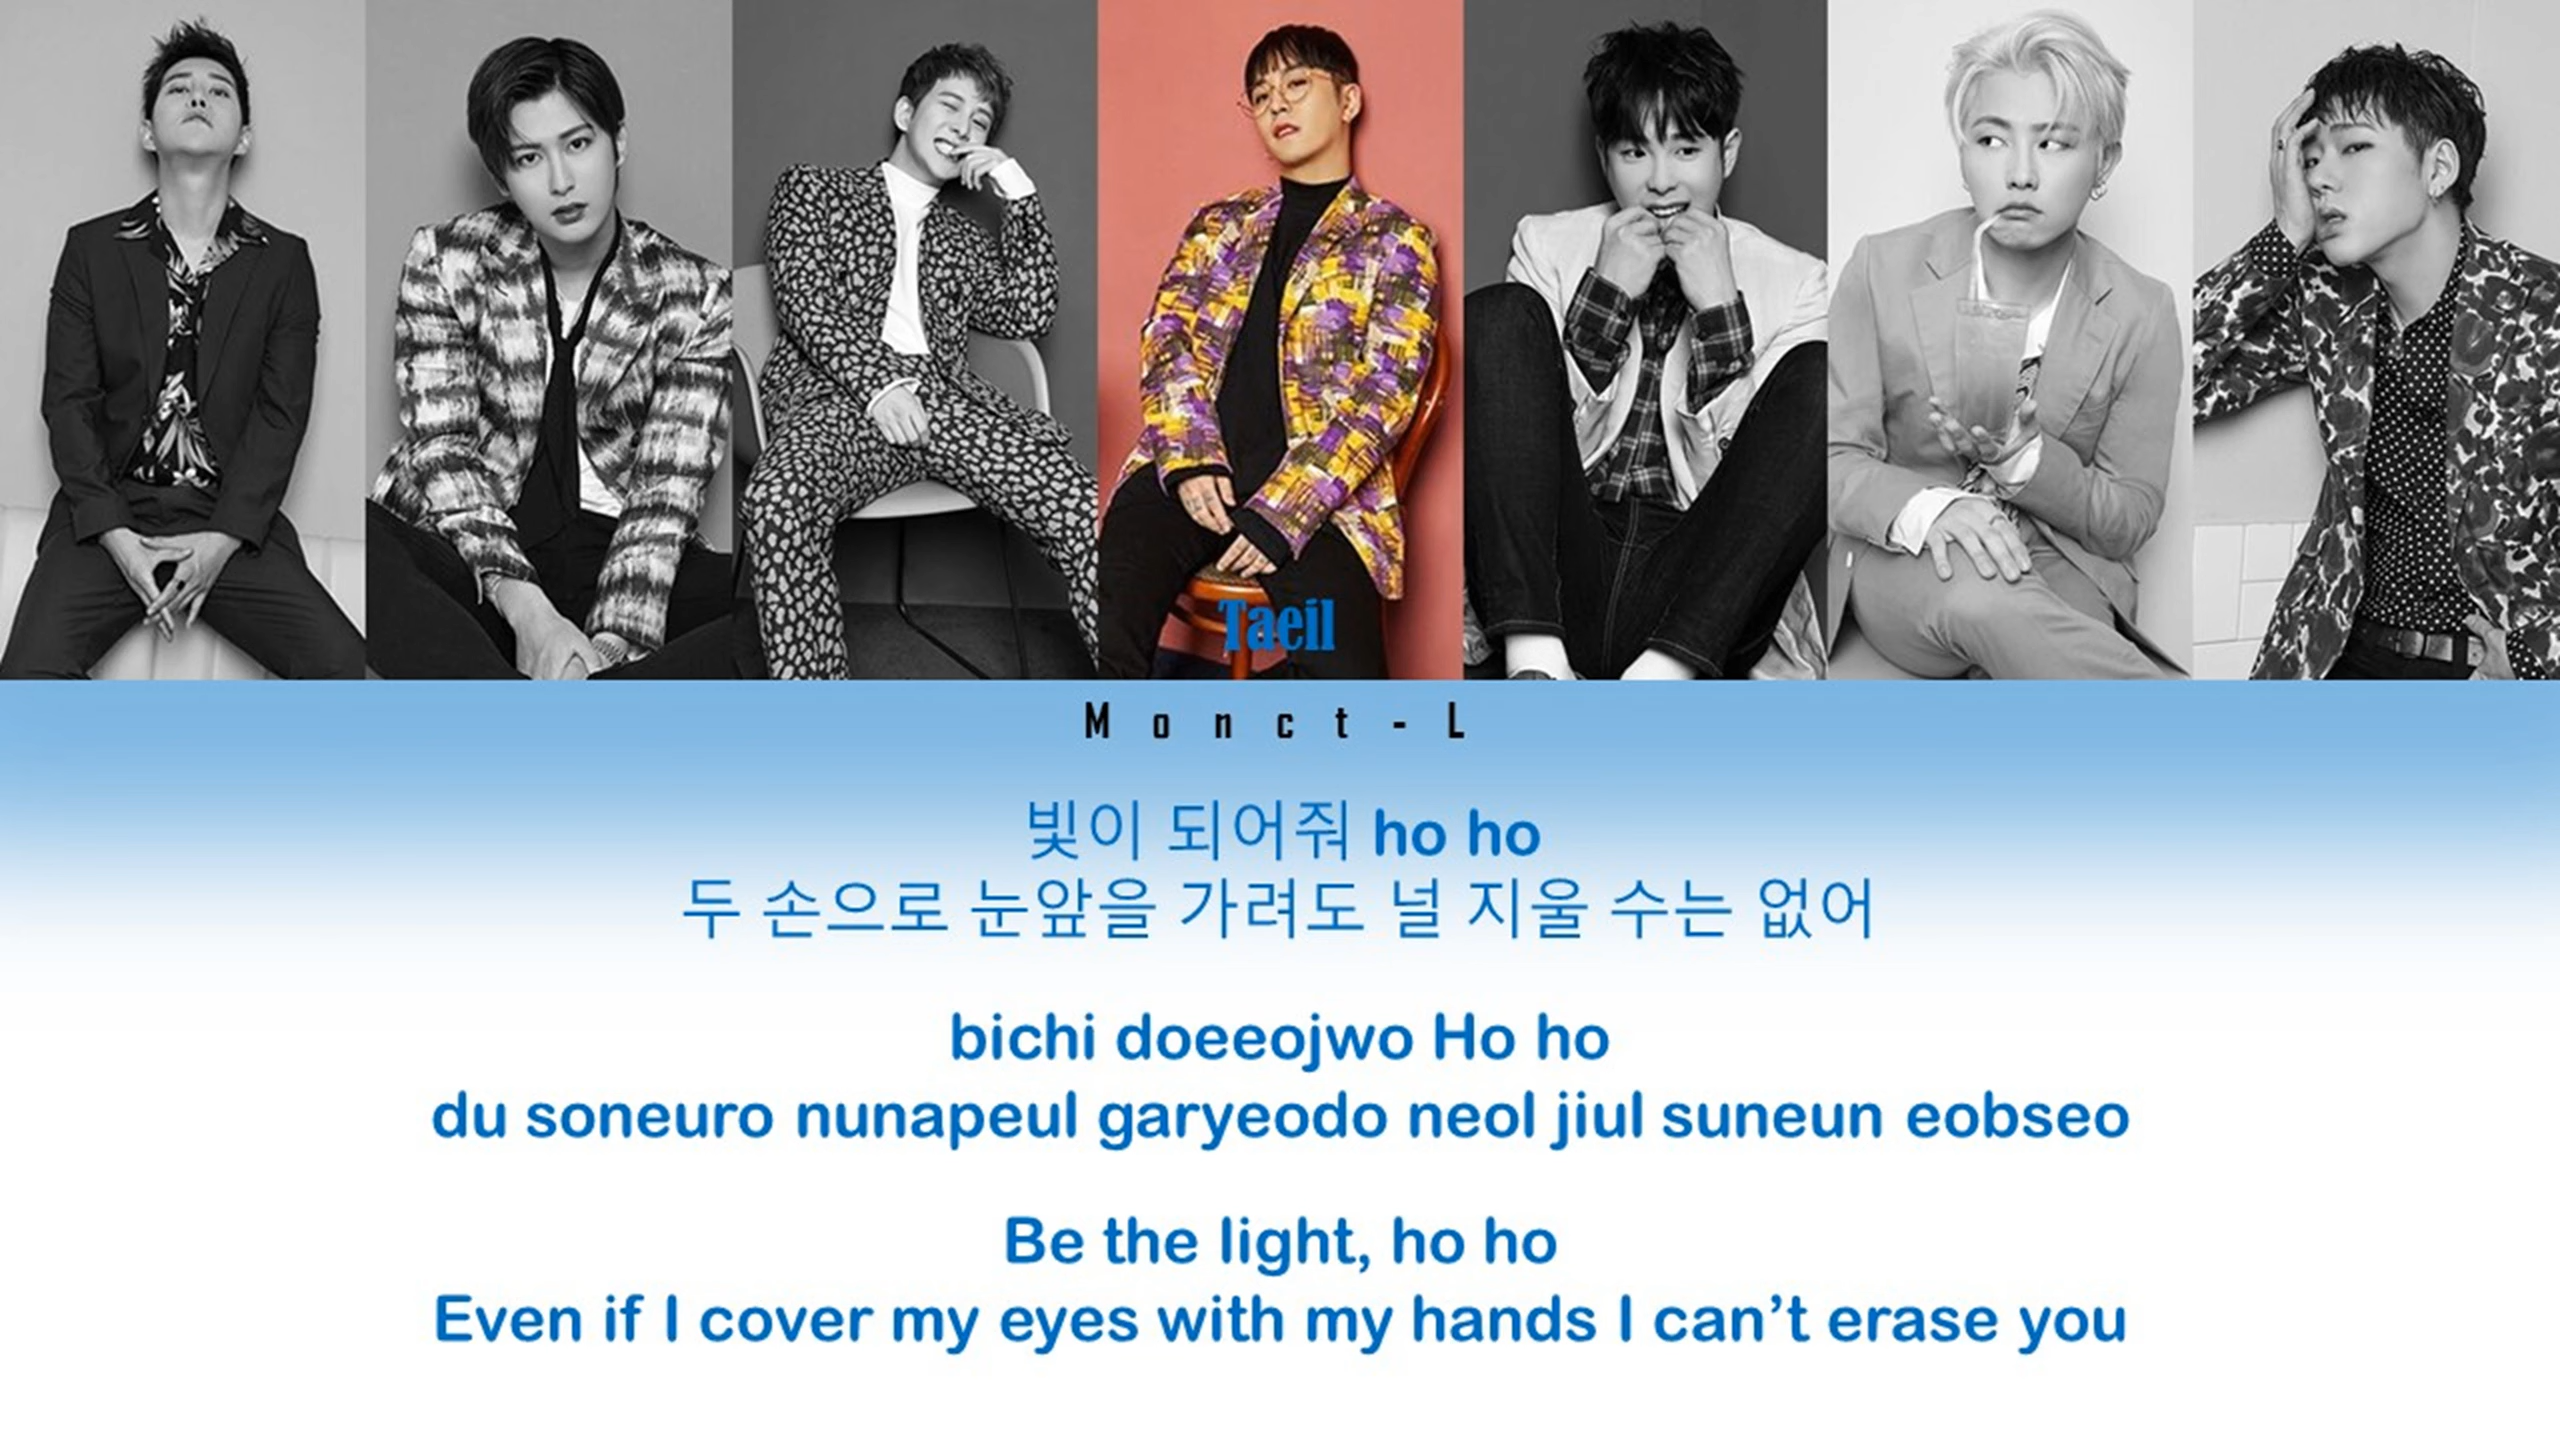 Taeil
Monct-L
빛이 되어줘 ho ho
두 손으로 눈앞을 가려도 널 지울 수는 없어
bichi doeeojwo Ho ho
du soneuro nunapeul garyeodo neol jiul suneun eobseo
Be the light, ho ho
Even if I cover my eyes with my hands I can’t erase you